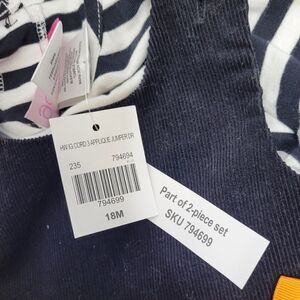 HW IG CORD 3 APPLIQUE JUMPER DR
235 794694
794699
18M
Part of 2-piece set
SKU 794699